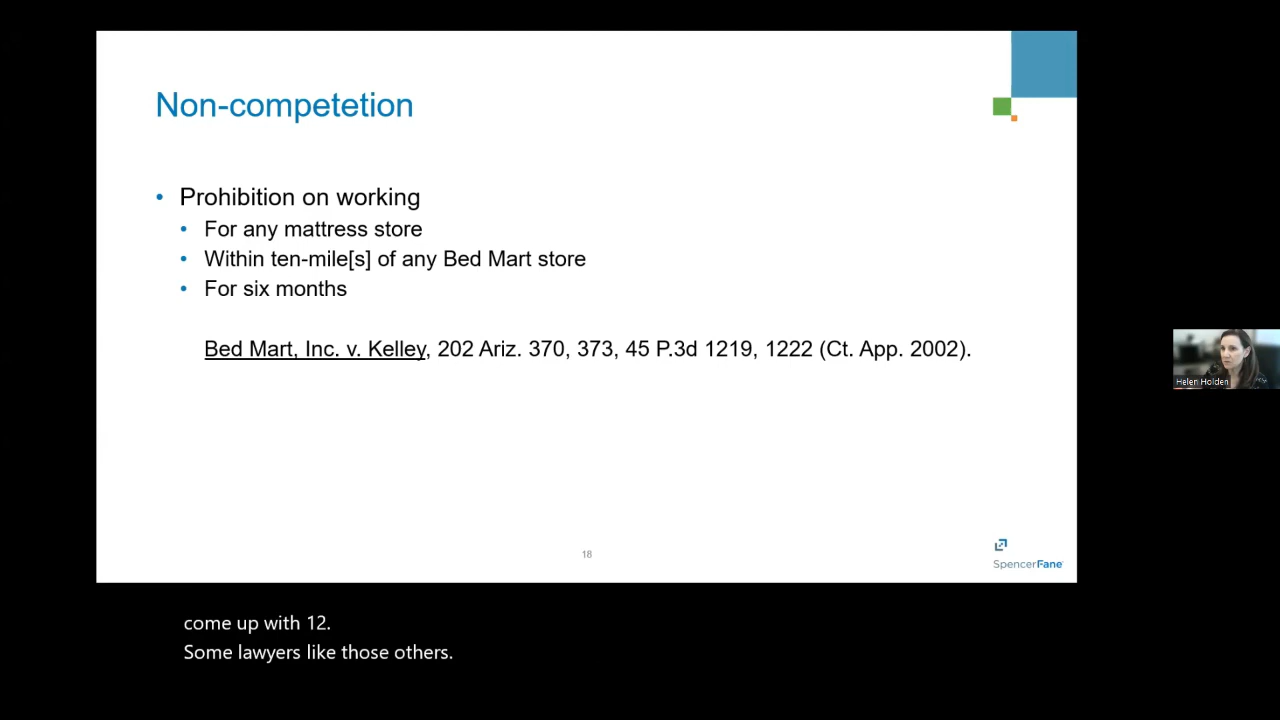 Non-competetion
• Prohibition on working
• For any mattress store
• Within ten-mile[s] of any Bed Mart store
• For six months
Bed Mart, Inc. v. Kelley, 202 Ariz. 370, 373, 45 P.3d 1219, 1222 (Ct. App. 2002).
Helen Holden
18
SpencerFane
come up with 12.
Some lawyers like those others.